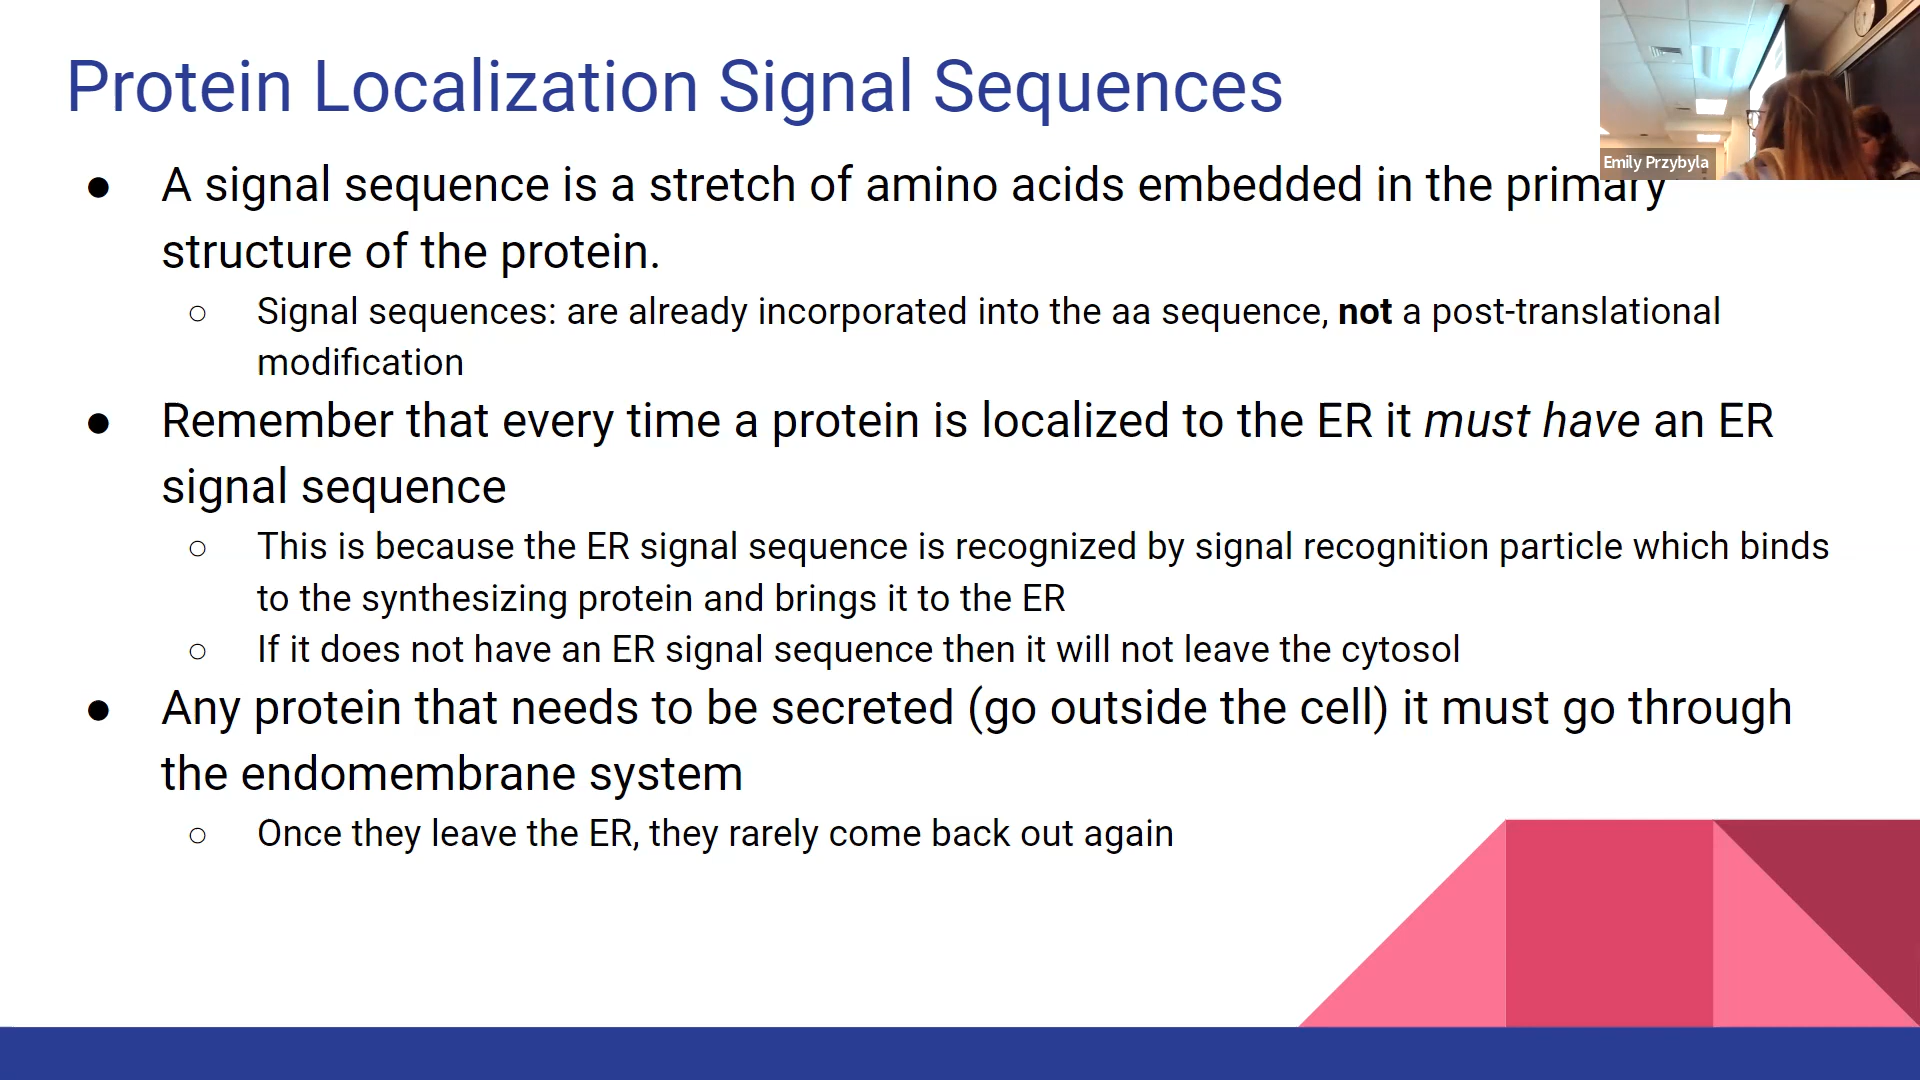 Protein Localization Signal Sequences
Emily Przybyla
● A signal sequence is a stretch of amino acids embedded in the primary
structure of the protein.
○ Signal sequences: are already incorporated into the aa sequence, not a post-translational
modification
● Remember that every time a protein is localized to the ER it must have an ER
signal sequence
○ This is because the ER signal sequence is recognized by signal recognition particle which binds
to the synthesizing protein and brings it to the ER
○ If it does not have an ER signal sequence then it will not leave the cytosol
● Any protein that needs to be secreted (go outside the cell) it must go through
the endomembrane system
○ Once they leave the ER, they rarely come back out again